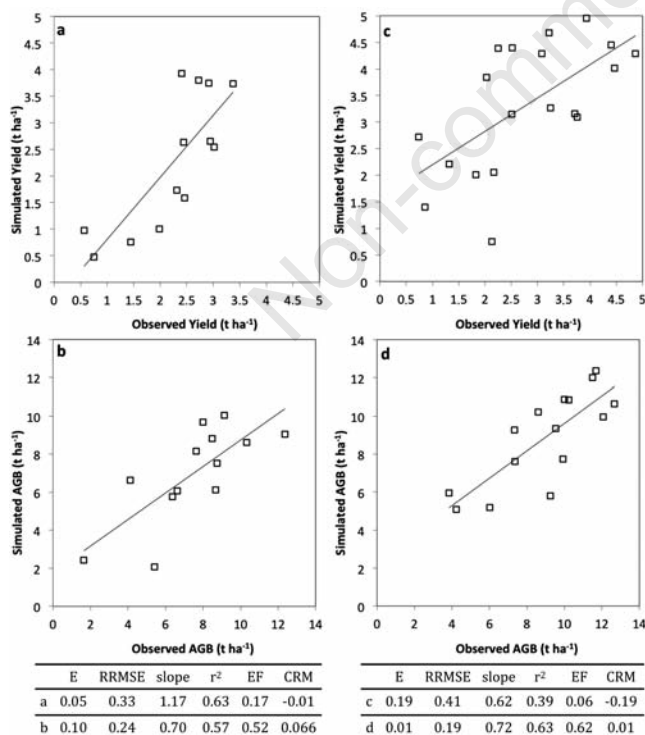 Non-comme
a
5
4.5
4
3.5
3
2.5
2
1.5
1
0.5
0
Simulated Yield (t ha⁻¹)
0 0.5 1 1.5 2 2.5 3 3.5 4 4.5 5
Observed Yield (t ha⁻¹)
c
5
4.5
4
3.5
3
2.5
2
1.5
1
0.5
0
Simulated Yield (t ha⁻¹)
0 0.5 1 1.5 2 2.5 3 3.5 4 4.5 5
Observed Yield (t ha⁻¹)
b
14
12
10
8
6
4
2
0
Simulated AGB (t ha⁻¹)
0 2 4 6 8 10 12 14
Observed AGB (t ha⁻¹)
d
14
12
10
8
6
4
2
0
Simulated AGB (t ha⁻¹)
0 2 4 6 8 10 12 14
Observed AGB (t ha⁻¹)
E RRMSE slope r² EF CRM
a 0.05 0.33 1.17 0.63 0.17 -0.01
b 0.10 0.24 0.70 0.57 0.52 0.066
E RRMSE slope r² EF CRM
c 0.19 0.41 0.62 0.39 0.06 -0.19
d 0.01 0.19 0.72 0.63 0.62 0.01